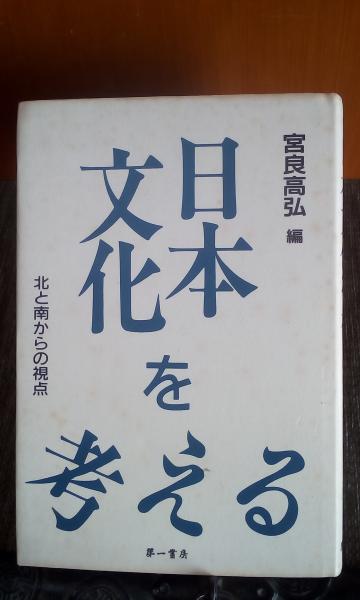 宮良高弘 編
日本
文化
を
考える
北と南からの視点
第一書房